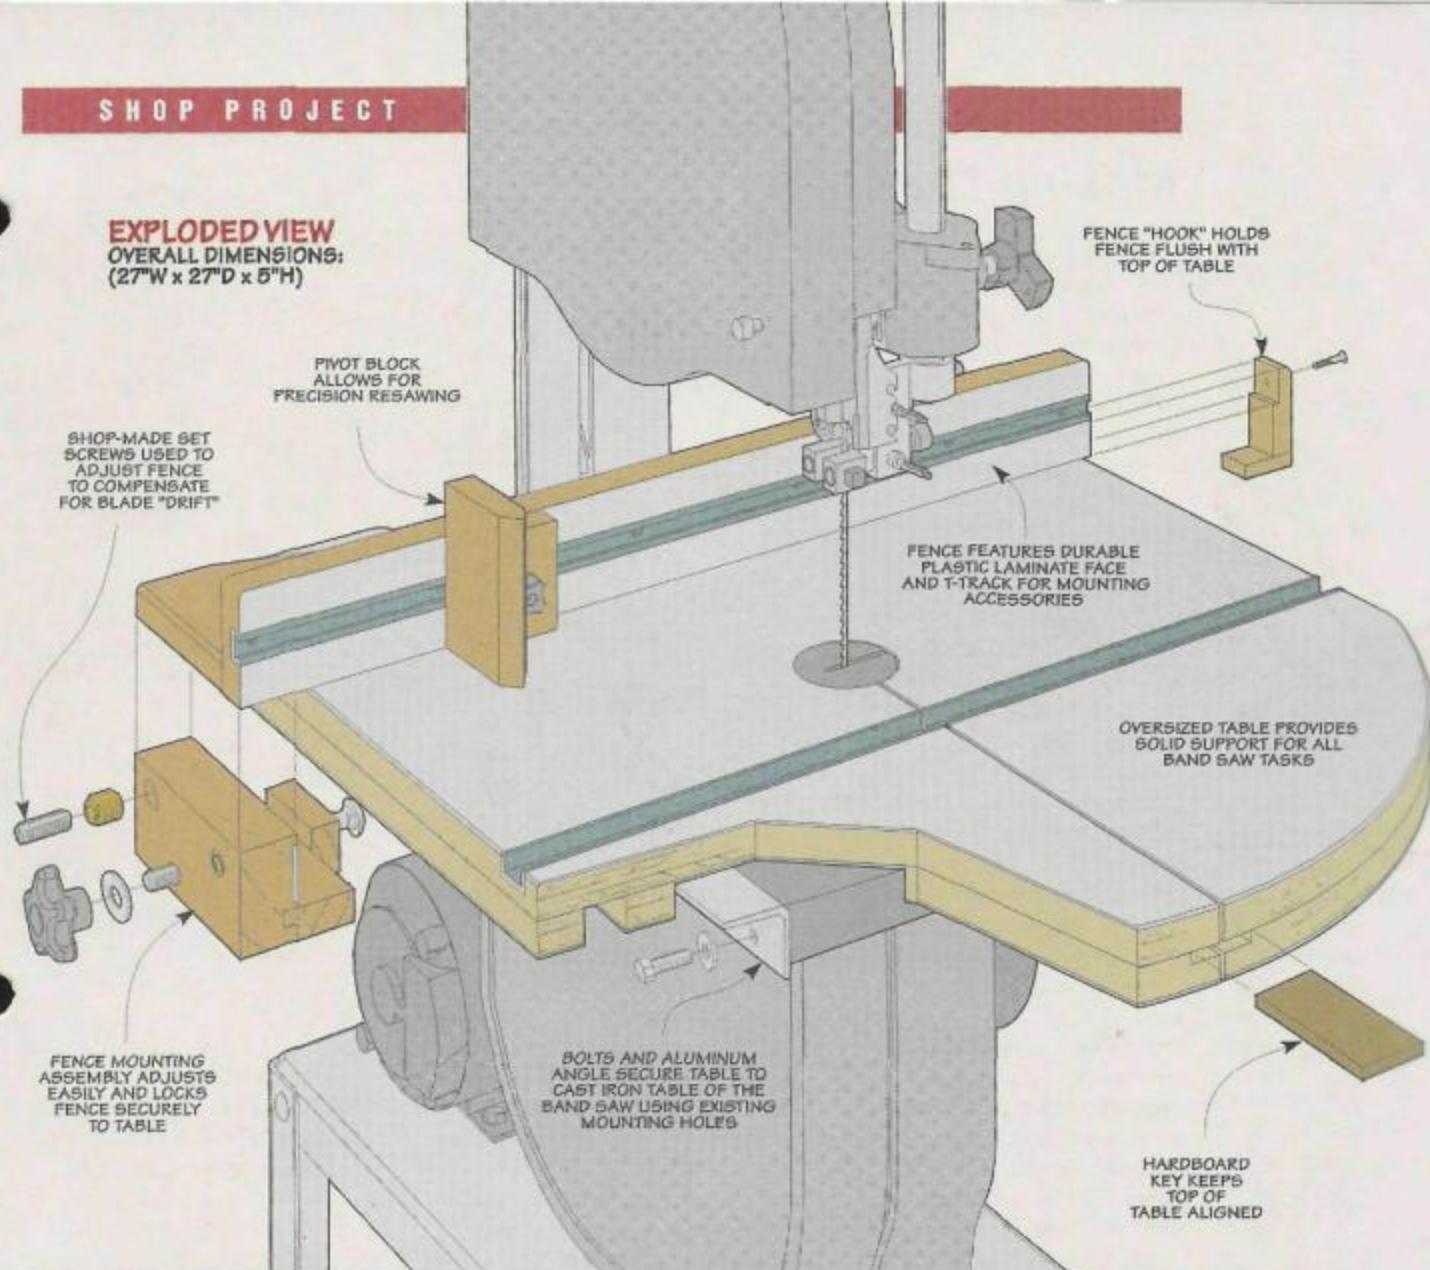 SHOP PROJECT
EXPLODED VIEW
OVERALL DIMENSIONS:
(27"W x 27"D x 5"H)
FENCE "HOOK" HOLDS
FENCE FLUSH WITH
TOP OF TABLE
PIVOT BLOCK
ALLOWS FOR
PRECISION RESAWING
SHOP-MADE SET
SCREWS USED TO
ADJUST FENCE
TO COMPENSATE
FOR BLADE "DRIFT"
FENCE FEATURES DURABLE
PLASTIC LAMINATE FACE
AND T-TRACK FOR MOUNTING
ACCESSORIES
OVERSIZED TABLE PROVIDES
SOLID SUPPORT FOR ALL
BAND SAW TASKS
FENCE MOUNTING
ASSEMBLY ADJUSTS
EASILY AND LOCKS
FENCE SECURELY
TO TABLE
BOLTS AND ALUMINUM
ANGLE SECURE TABLE TO
CAST IRON TABLE OF THE
BAND SAW USING EXISTING
MOUNTING HOLES
HARDBOARD
KEY KEEPS
TOP OF
TABLE ALIGNED